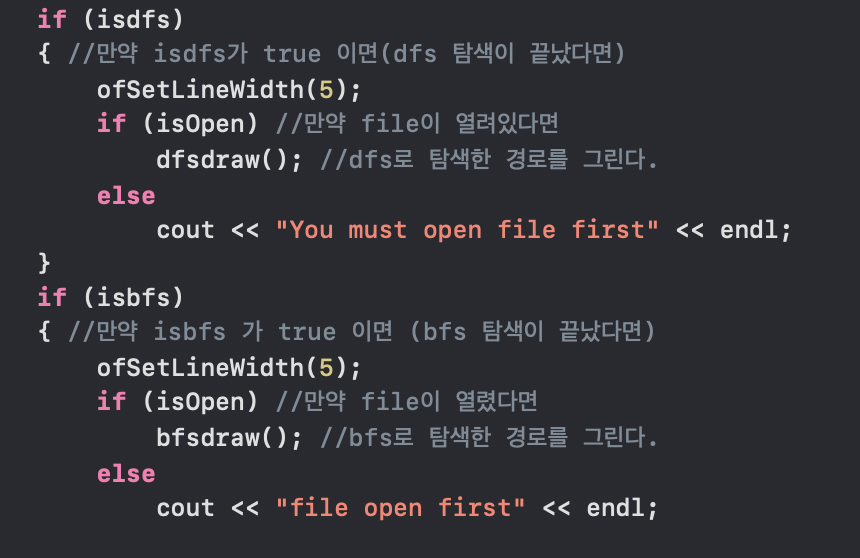 if (isdfs)
{ //만약 isdfs가 true 이면(dfs 탐색이 끝났다면)
ofSetLineWidth(5);
if (isOpen) //만약 file이 열려있다면
dfsdraw(); //dfs로 탐색한 경로를 그린다.
else
cout << "You must open file first" << endl;
}
if (isbfs)
{ //만약 isbfs 가 true 이면 (bfs 탐색이 끝났다면)
ofSetLineWidth(5);
if (isOpen) //만약 file이 열렸다면
bfsdraw(); //bfs로 탐색한 경로를 그린다.
else
cout << "file open first" << endl;